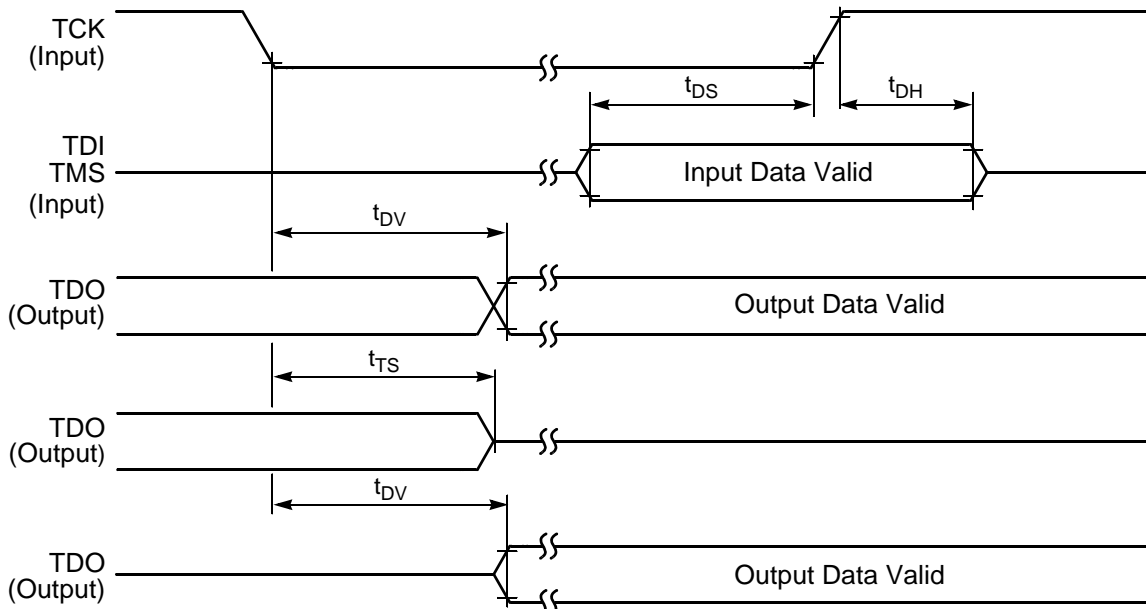 TCK
(Input)
tDS
tDH
TDI
TMS
(Input)
Input Data Valid
tDV
TDO
(Output)
Output Data Valid
tTS
TDO
(Output)
tDV
TDO
(Output)
Output Data Valid